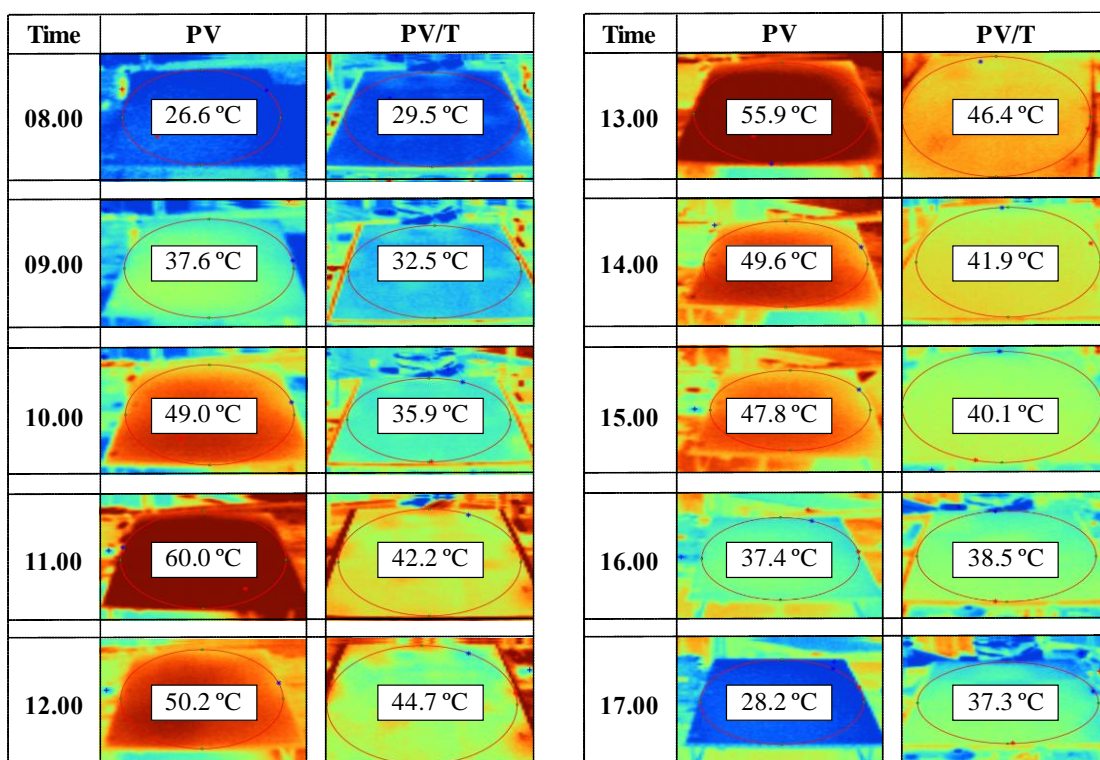 Time PV PV/T
08.00 26.6 ºC 29.5 ºC
09.00 37.6 ºC 32.5 ºC
10.00 49.0 ºC 35.9 ºC
11.00 60.0 ºC 42.2 ºC
12.00 50.2 ºC 44.7 ºC
Time PV PV/T
13.00 55.9 ºC 46.4 ºC
14.00 49.6 ºC 41.9 ºC
15.00 47.8 ºC 40.1 ºC
16.00 37.4 ºC 38.5 ºC
17.00 28.2 ºC 37.3 ºC